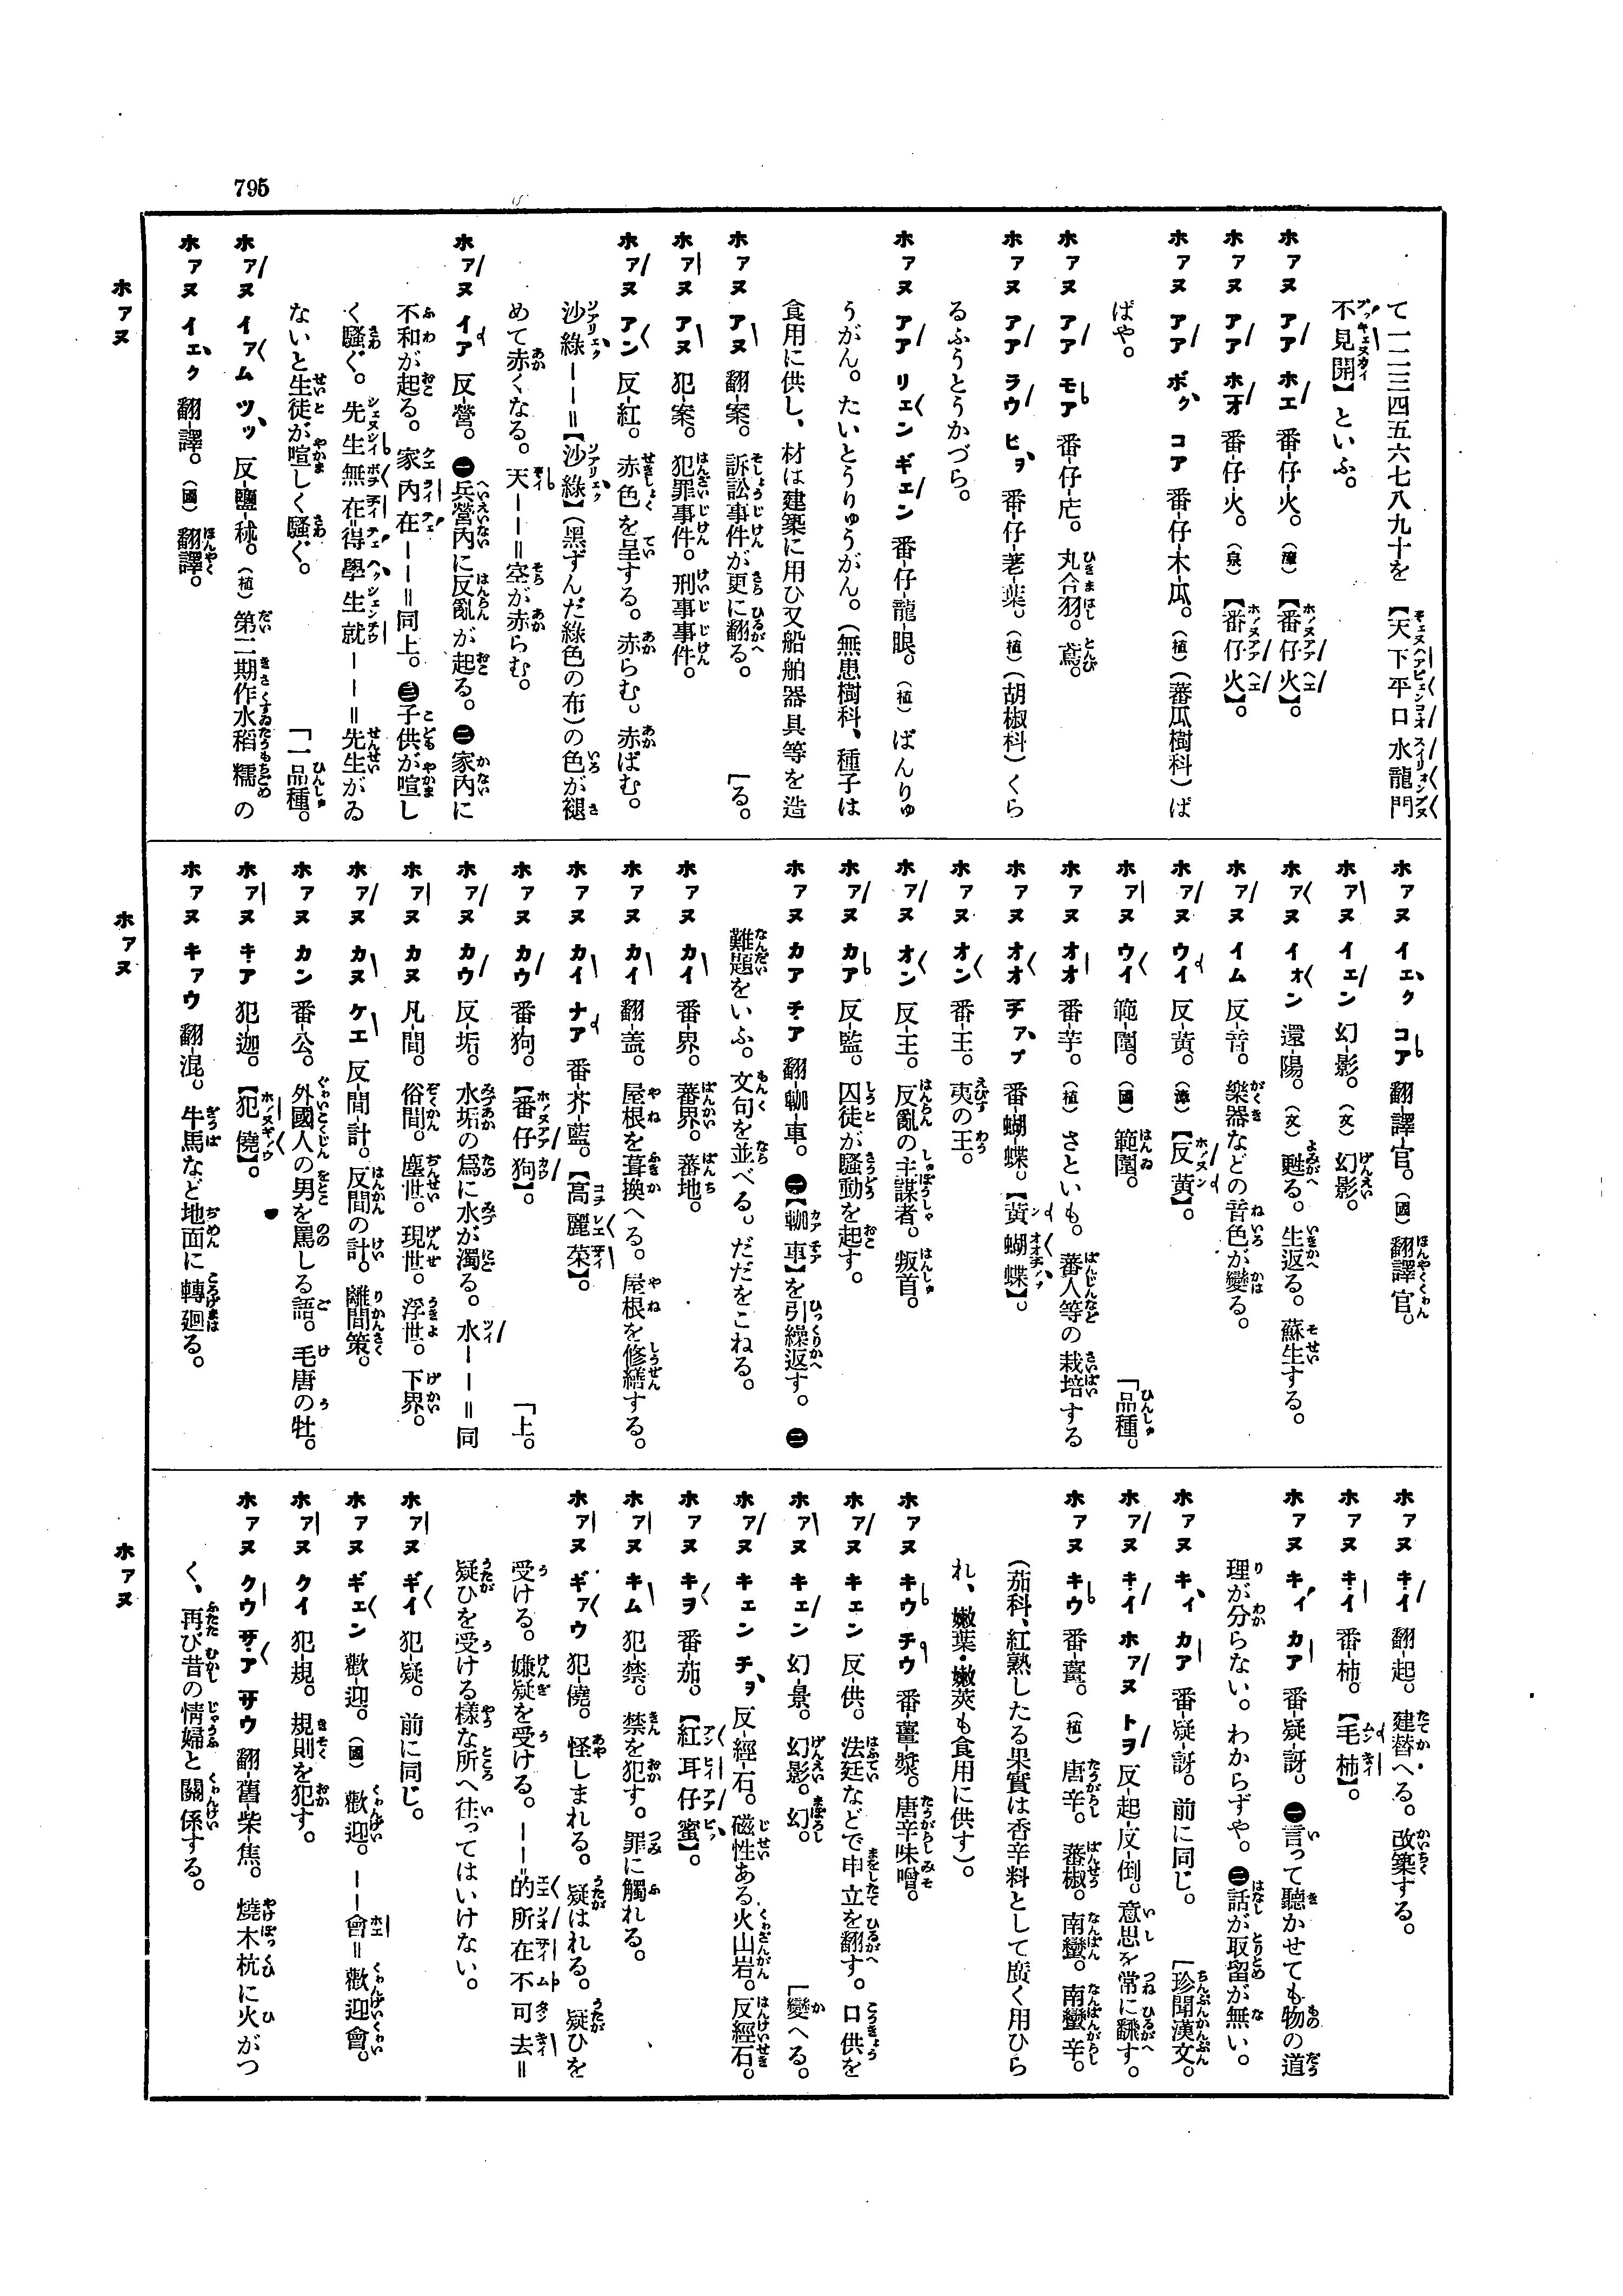 795
て一二三四五六七八九十を【天下平口水龍門
不見開】といふ。
ホァヌ アア ホエ 番-仔-火。(漳)【番仔火】。
ホァヌ アア ホオ 番-仔-火。(泉)【番仔火】。
ホァヌ アア ボク コア 番-仔-木-瓜。(植)(蕃瓜樹科)ば
ばや。
ホァヌ アア モア 番-仔-㡯。丸合羽。鳶。
ホァヌ アア ラウ ヒヲ 番-仔-荖-葉。(植)(胡椒科)くら
るふうとうかづら。
ホァヌ アア リェン ギェン 番-仔-龍-眼。(植)ばんりゅ
うがん。たいとうりゅうがん。(無患樹科、種子は
食用に供し、材は建築に用ひ又船舶器具等を造
ホァヌ アヌ 翻-案。訴訟事件が更に翻る。「る。
ホァヌ アヌ 犯-案。犯罪事件。刑事事件。
ホァヌ アン 反-紅。赤色を呈する。赤らむ。赤ばむ。
沙綠ーー=【沙綠】(黑ずんだ綠色の布)の色が褪
めて赤くなる。天ーー=空が赤らむ。
ホァヌ イア 反-營。㊀兵營內に反亂が起る。㊁家內に
不和が起る。家內在ーー=同上。㊂子供が喧し
く騷ぐ。先生無在-得學生就ーー=先生がゐ
ないと生徒が喧しく騷ぐ。「一品種。
ホァヌ イァム ツッ 反-鹽-秫。(植)第二期作水稻糯の
ホァヌ イェク 翻-譯。(國)翻譯。
ホァヌ
ホァヌ イェク コア 翻-譯-官。(國)翻譯官。
ホァヌ イェン 幻-影。(文)幻影。
ホァヌ イォン 還-陽。(文)甦る。生返る。蘇生する。
ホァヌ イム 反-音。樂器などの音色が變る。
ホァヌ ウイ 反-黃。(漳)【反黃】。
ホァヌ ウイ 範-圍。(國)範圍。「品種。
ホァヌ オオ 番-芋。(植)さといも。蕃人等の栽培する
ホァヌ オオ チァプ 番-蝴-蝶。【黃蝴蝶】。
ホァヌ オン 番-王。夷の王。
ホァヌ オン 反-王。反亂の主謀者。叛首。
ホァヌ カア 反-監。囚徒が騷動を起す。
ホァヌ カア チア 翻-輀-車。㊀【輀車】を引繰返す。㊁
難題をいふ。文句を並べる。だだをこねる。
ホァヌ カイ 番-界。蕃界。蕃地。
ホァヌ カイ 翻-盖。屋根を葺換へる。屋根を修繕する。
ホァヌ カイ ナア 番-芥-藍。【高麗菜】。
ホァヌ カウ 番-狗。【番仔狗】。「上。
ホァヌ カウ 反-垢。水垢の爲に水が濁る。水ーー=同
ホァヌ カヌ 凡-間。俗間。塵世。現世。浮世。下界。
ホァヌ カヌ ケエ 反-間-計。反間の計。離間策。
ホァヌ カン 番-公。外國人の男を罵しる語。毛唐の牡。
ホァヌ キア 犯-迦。【犯僥】。
ホァヌ キァウ 翻-混。牛馬など地面に轉廻る。
ホァヌ
ホァヌ キイ 翻-起。建替へる。改築する。
ホァヌ キイ 番-柿。【毛柿】。
ホァヌ キィ カア 番-疑-訝。㊀言って聽かせても物の道
理が分らない。わからずや。㊁話が取留が無い。
ホァヌ キィ カア 番-疑-訝。前に同じ。「珍聞漢文。
ホァヌ キイ ホァヌ トヲ 反-起-反-倒。意思を常に飜す。
ホァヌ キウ 番-薑。(植)唐辛。蕃椒。南蠻。南蠻辛。
(茄科、紅熟したる果實は香辛料として廣く用ひら
れ、嫩葉・嫩莢も食用に供す)。
ホァヌ キウ チウ 番-薑-漿。唐辛味噌。
ホァヌ キェン 反-供。法廷などで申立を翻す。口供を
ホァヌ キェン 幻-景。幻影。幻。「變へる。
ホァヌ キェン チヲ 反-經-石。磁性ある火山岩。反經石。
ホァヌ キヲ 番-茄。【紅耳仔蜜】。
ホァヌ キム 犯-禁。禁を犯す。罪に觸れる。
ホァヌ ギァウ 犯-僥。怪しまれる。疑はれる。疑ひを
受ける。嫌疑を受ける。ーー-的所在不可去=
疑ひを受ける樣な所へ往ってはいけない。
ホァヌ ギイ 犯-疑。前に同じ。
ホァヌ ギェン 歡-迎。(國)歡迎。ーー會=歡迎會。
ホァヌ クイ 犯-規。規則を犯す。
ホァヌ クウ サア サウ 翻-舊-柴-焦。燒木杭に火がつ
く、再び昔の情婦と關係する。
ホァヌ